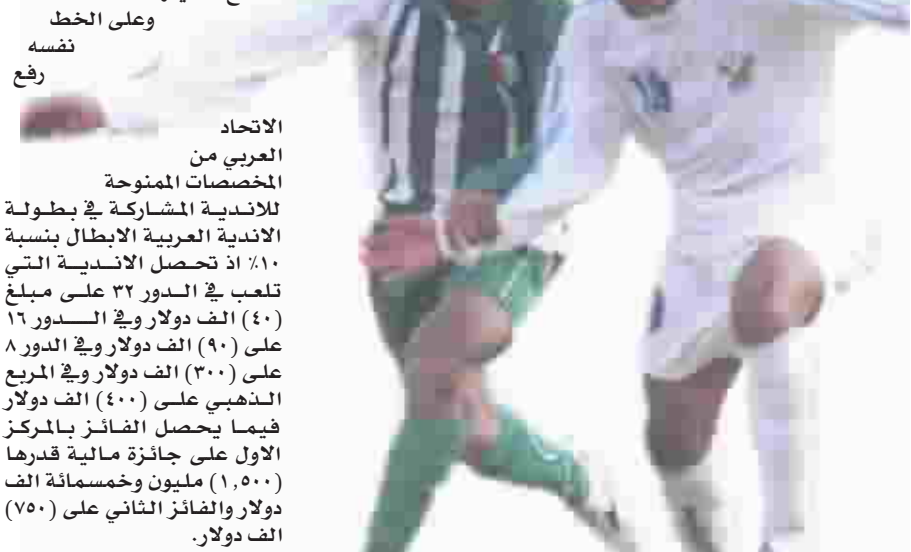 وعلى الخط
نفسه
رفع
الاتحاد
العربي من
المخصصات الممنوحة
للاندية المشاركة في بطولة
الاندية العربية الابطال بنسبة
١٠٪ اذ تحصل الاندية التي
تلعب في الدور ٣٢ على مبلغ
(٤٠) الف دولار وفي الدور ١٦
على (٩٠) الف دولار وفي الدور ٨
على (٣٠٠) الف دولار وفي المربع
الذهبي على (٤٠٠) الف دولار
فيما يحصل الفائز بالمركز
الاول على جائزة مالية قدرها
(١,٥٠٠) مليون وخمسمائة الف
دولار والفائز الثاني على (٧٥٠)
الف دولار.